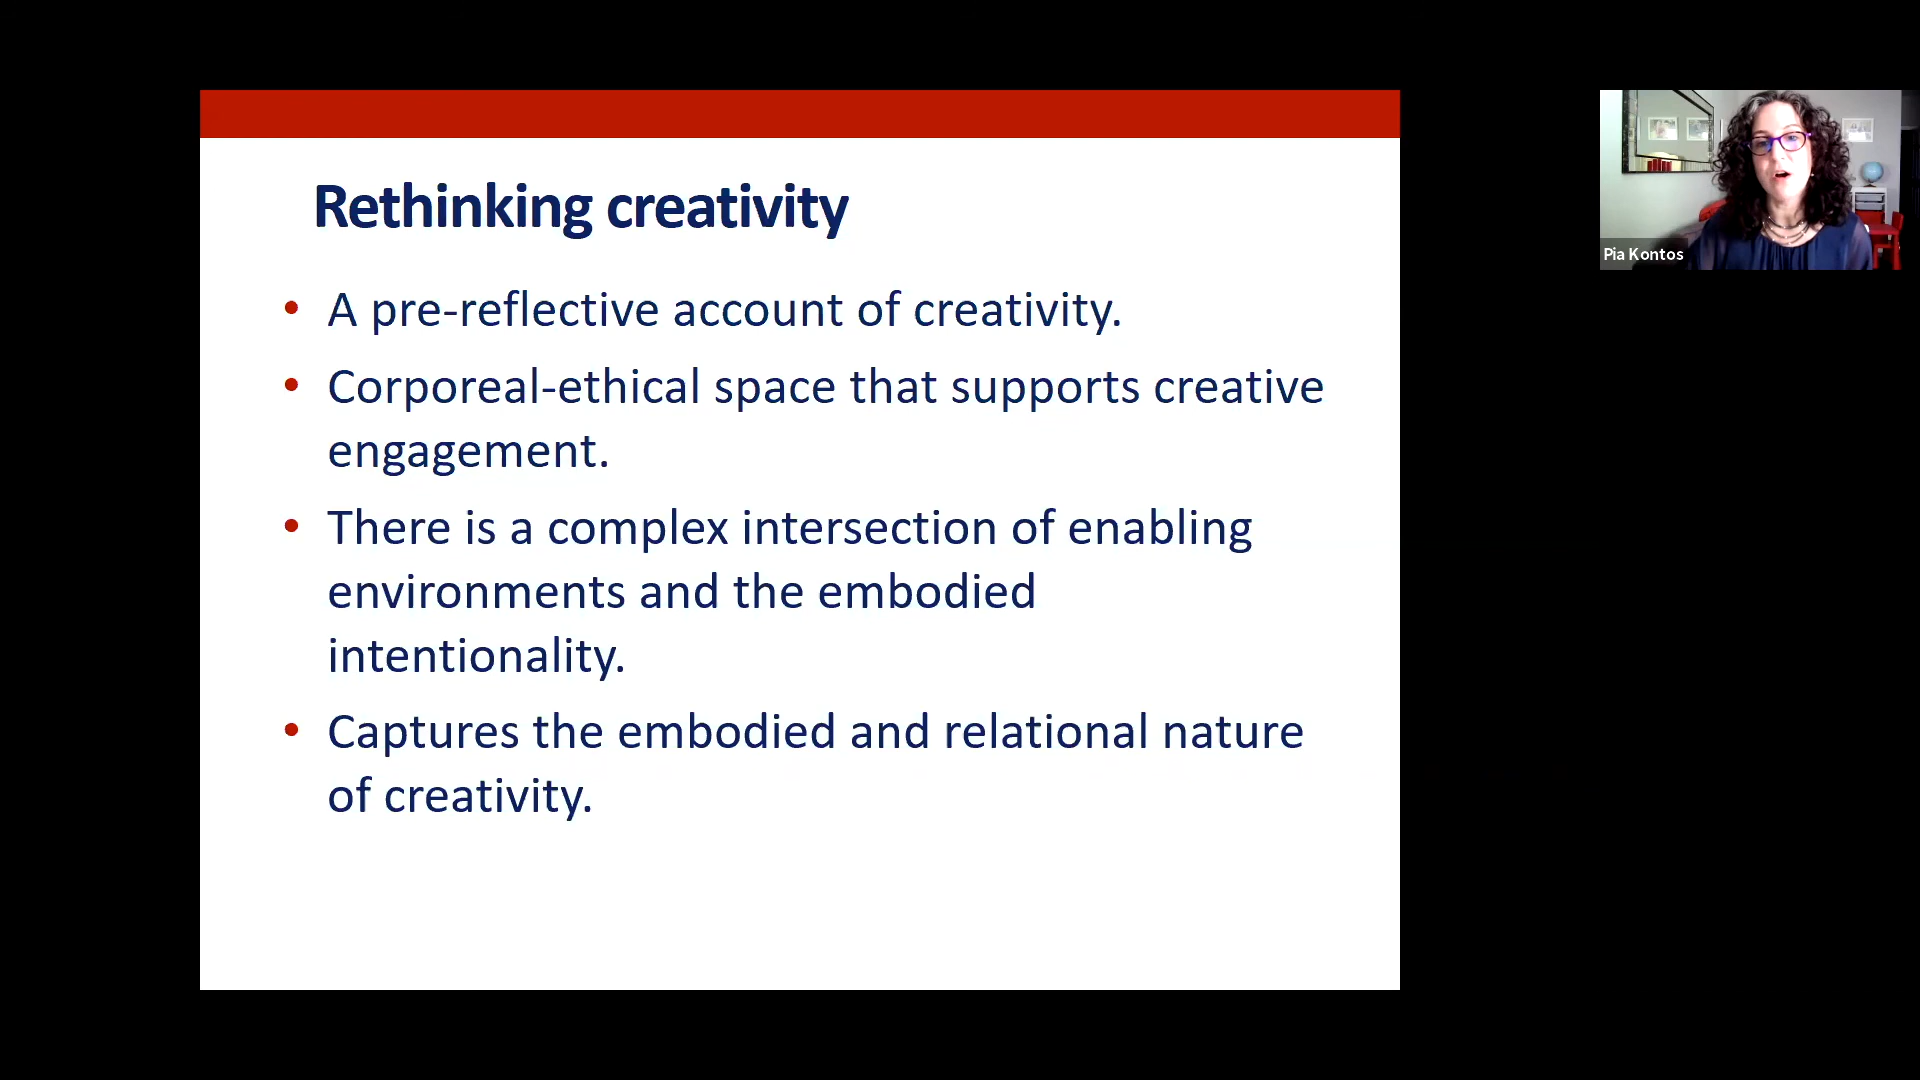 Rethinking creativity
• A pre-reflective account of creativity.
• Corporeal-ethical space that supports creative
engagement.
• There is a complex intersection of enabling
environments and the embodied
intentionality.
• Captures the embodied and relational nature
of creativity.
Pia Kontos